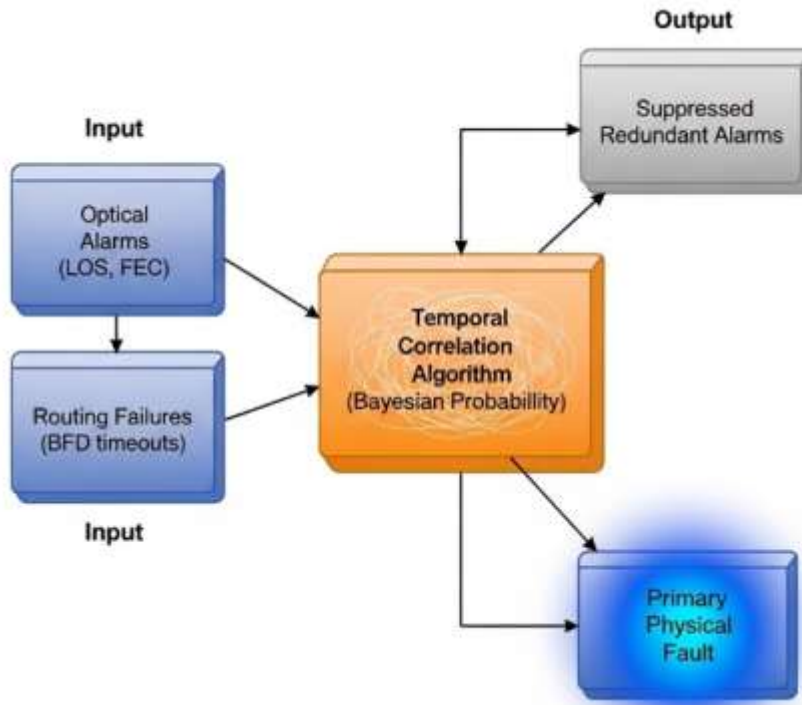 Output
Suppressed
Redundant Alarms
Input
Optical
Alarms
(LOS, FEC)
Temporal
Correlation
Algorithm
(Bayesian Probabillity)
Routing Failures
(BFD timeouts)
Input
Primary
Physical
Fault